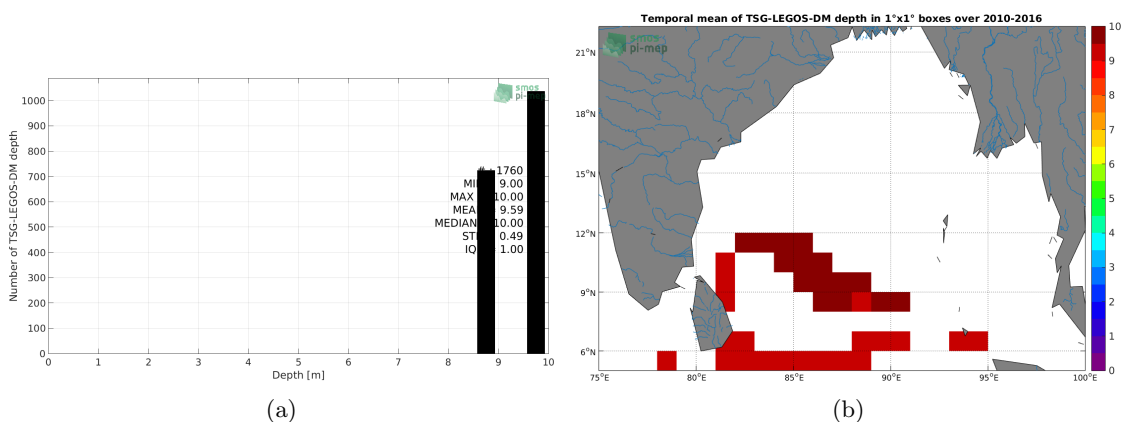 Temporal mean of TSG-LEGOS-DM depth in 1°x1° boxes over 2010-2016
smos
pi-mep
Number of TSG-LEGOS-DM depth
1000
900
800
700
600
500
400
300
200
100
0
1760
9.00
MAX 10.00
9.59
MEDIAN 10.00
0.49
1.00
0 1 2 3 4 5 6 7 8 9 10
Depth [m]
(a)
smos
pi-mep
21°N
18°N
15°N
12°N
9°N
6°N
75°E 80°E 85°E 90°E 95°E 100°E
10
9
8
7
6
5
4
3
2
1
0
(b)